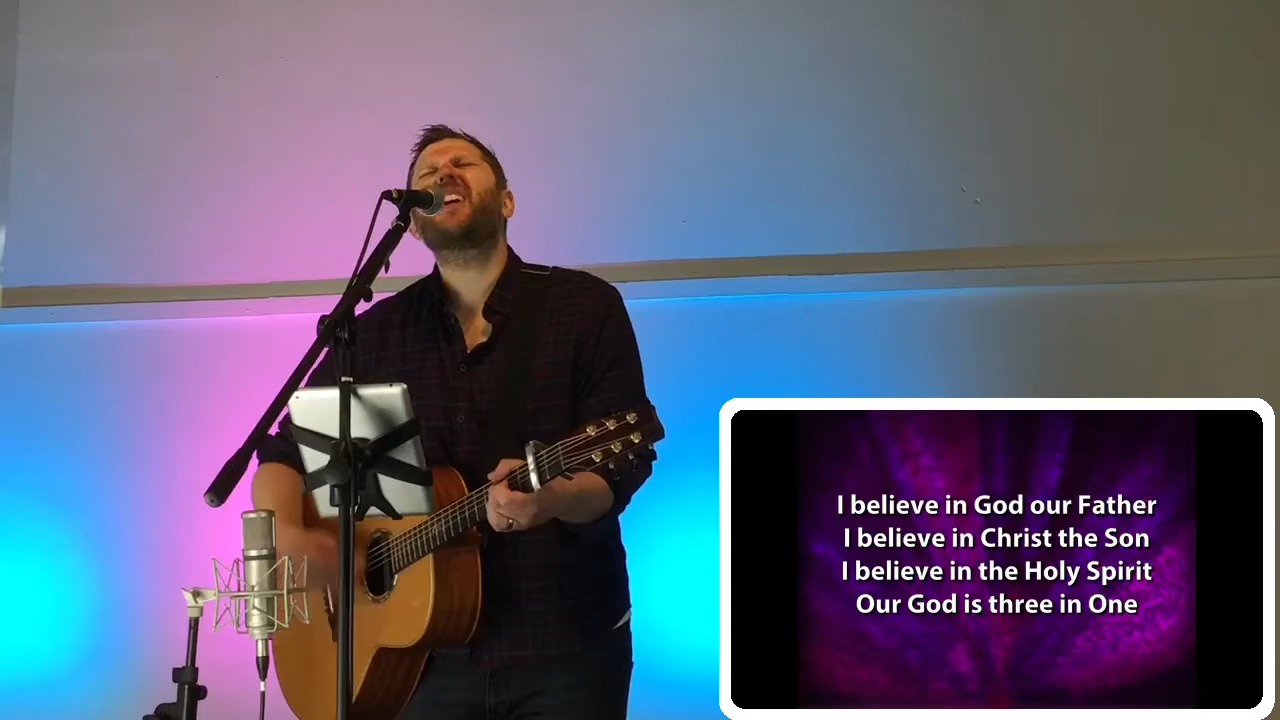 I believe in God our Father
I believe in Christ the Son
I believe in the Holy Spirit
Our God is three in One